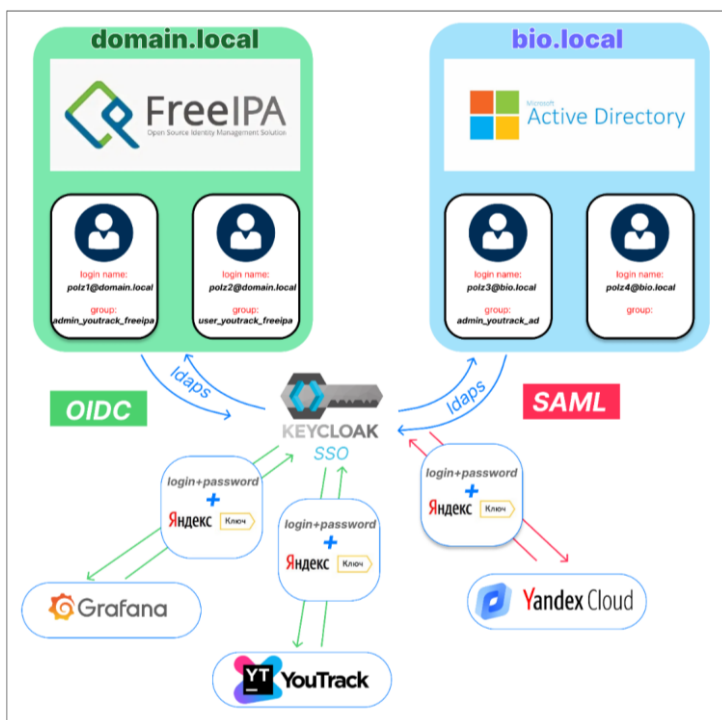 domain.local
FreeIPA
Open Source Identity Management Solution
login name:
polz1@domain.local
group:
admin_youtrack_freeipa
login name:
polz2@domain.local
group:
user_youtrack_freeipa
bio.local
Microsoft
Active Directory
login name:
polz3@bio.local
group:
admin_youtrack_ad
login name:
polz4@bio.local
group:
ldaps
ldaps
OIDC
KEYCLOAK
SSO
SAML
login+password
+
Яндекс Ключ
login+password
+
Яндекс Ключ
login+password
+
Яндекс Ключ
Grafana
YT
YouTrack
Yandex Cloud